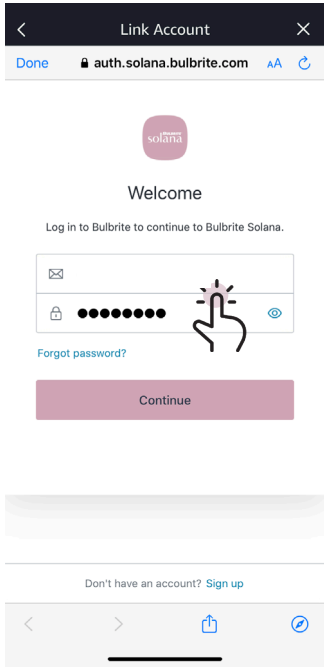 Link Account
Done auth.solana.bulbrite.com AA
solana
Welcome
Log in to Bulbrite to continue to Bulbrite Solana.
Forgot password?
Continue
Don't have an account? Sign up